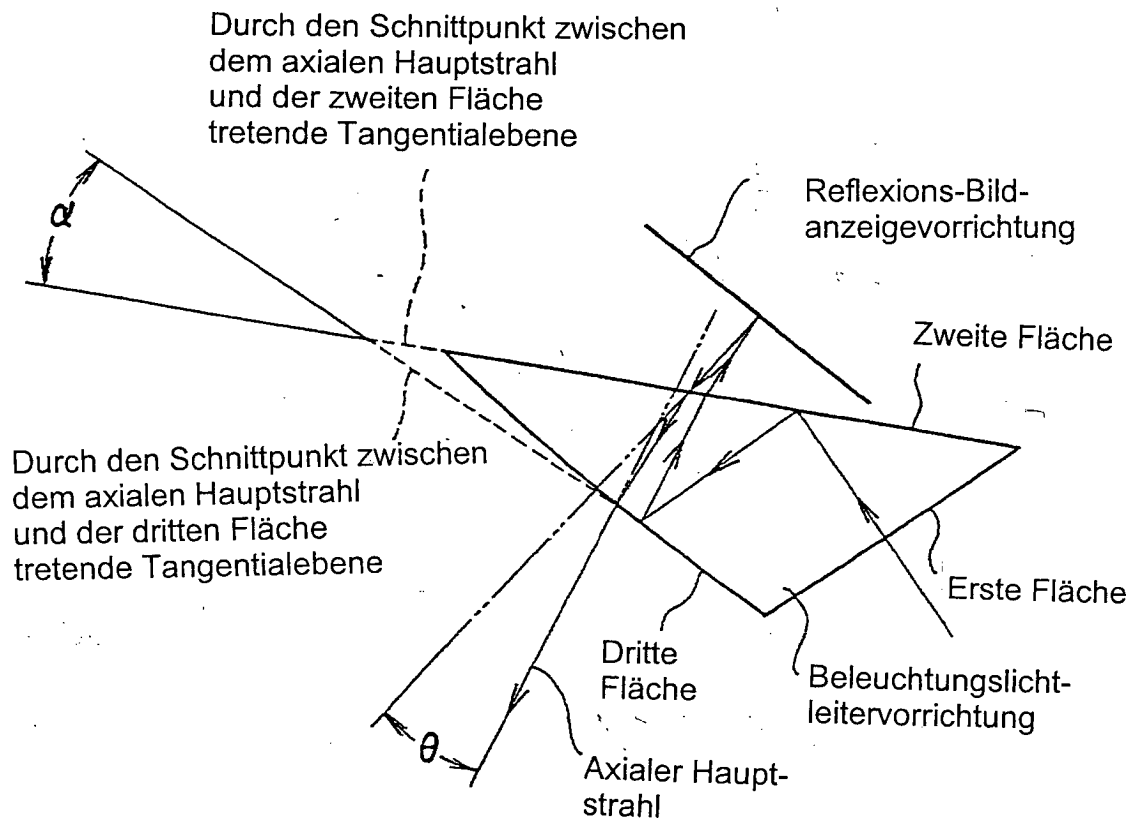 Durch den Schnittpunkt zwischen
dem axialen Hauptstrahl
und der zweiten Fläche
tretende Tangentialebene
α
Reflexions-Bild-
anzeigevorrichtung
Zweite Fläche
Durch den Schnittpunkt zwischen
dem axialen Hauptstrahl
und der dritten Fläche
tretende Tangentialebene
Erste Fläche
Dritte
Fläche
Beleuchtungslicht-
leitervorrichtung
θ
Axialer Haupt-
strahl